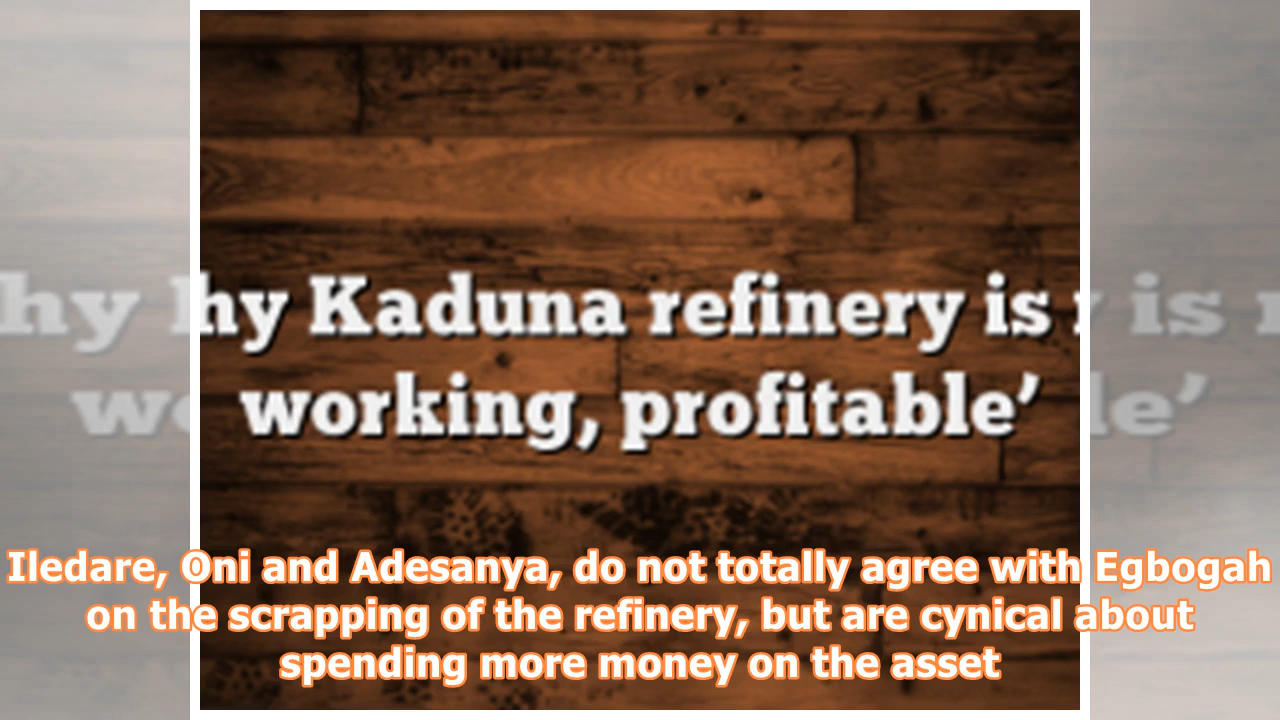 hy Kaduna refinery is
working, profitable’
Iledare, Oni and Adesanya, do not totally agree with Egbogah
on the scrapping of the refinery, but are cynical about
spending more money on the asset